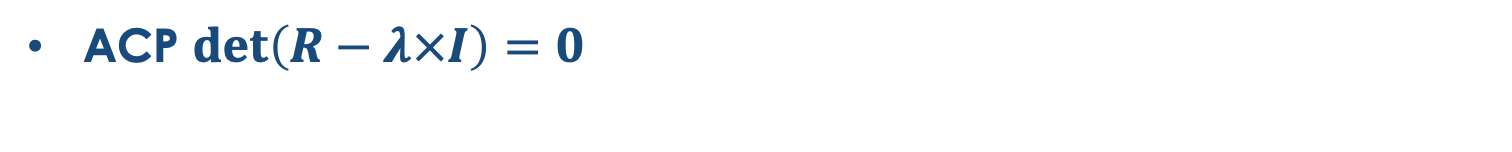 • ACP det(R − λ×I) = 0